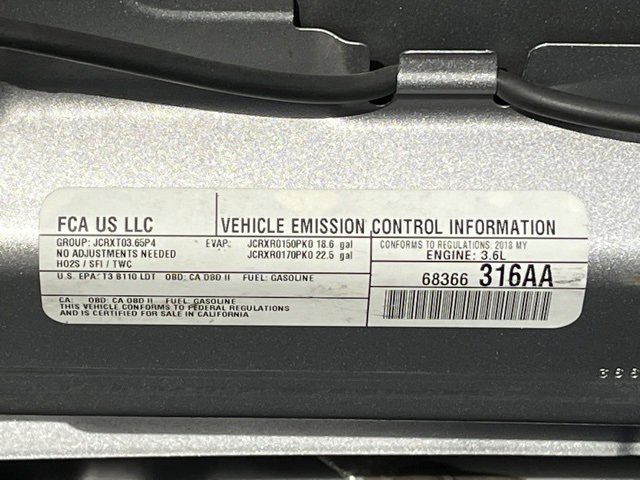 FCA US LLC
VEHICLE EMISSION CONTROL INFORMATION
GROUP: JCRXT03.65P4
NO ADJUSTMENTS NEEDED
HO2S / SFI / TWC
EVAP: JCRXR0150PK0 18.6 gal
JCRXR0170PK0 22.5 gal
CONFORMS TO REGULATIONS: 2018 MY
ENGINE: 3.6L
U.S. EPA: T3 B110 LDT OBD: CA OBD II FUEL: GASOLINE
68366 316AA
CA: OBD: CA OBD II FUEL: GASOLINE
THIS VEHICLE CONFORMS TO FEDERAL REGULATIONS
AND IS CERTIFIED FOR SALE IN CALIFORNIA